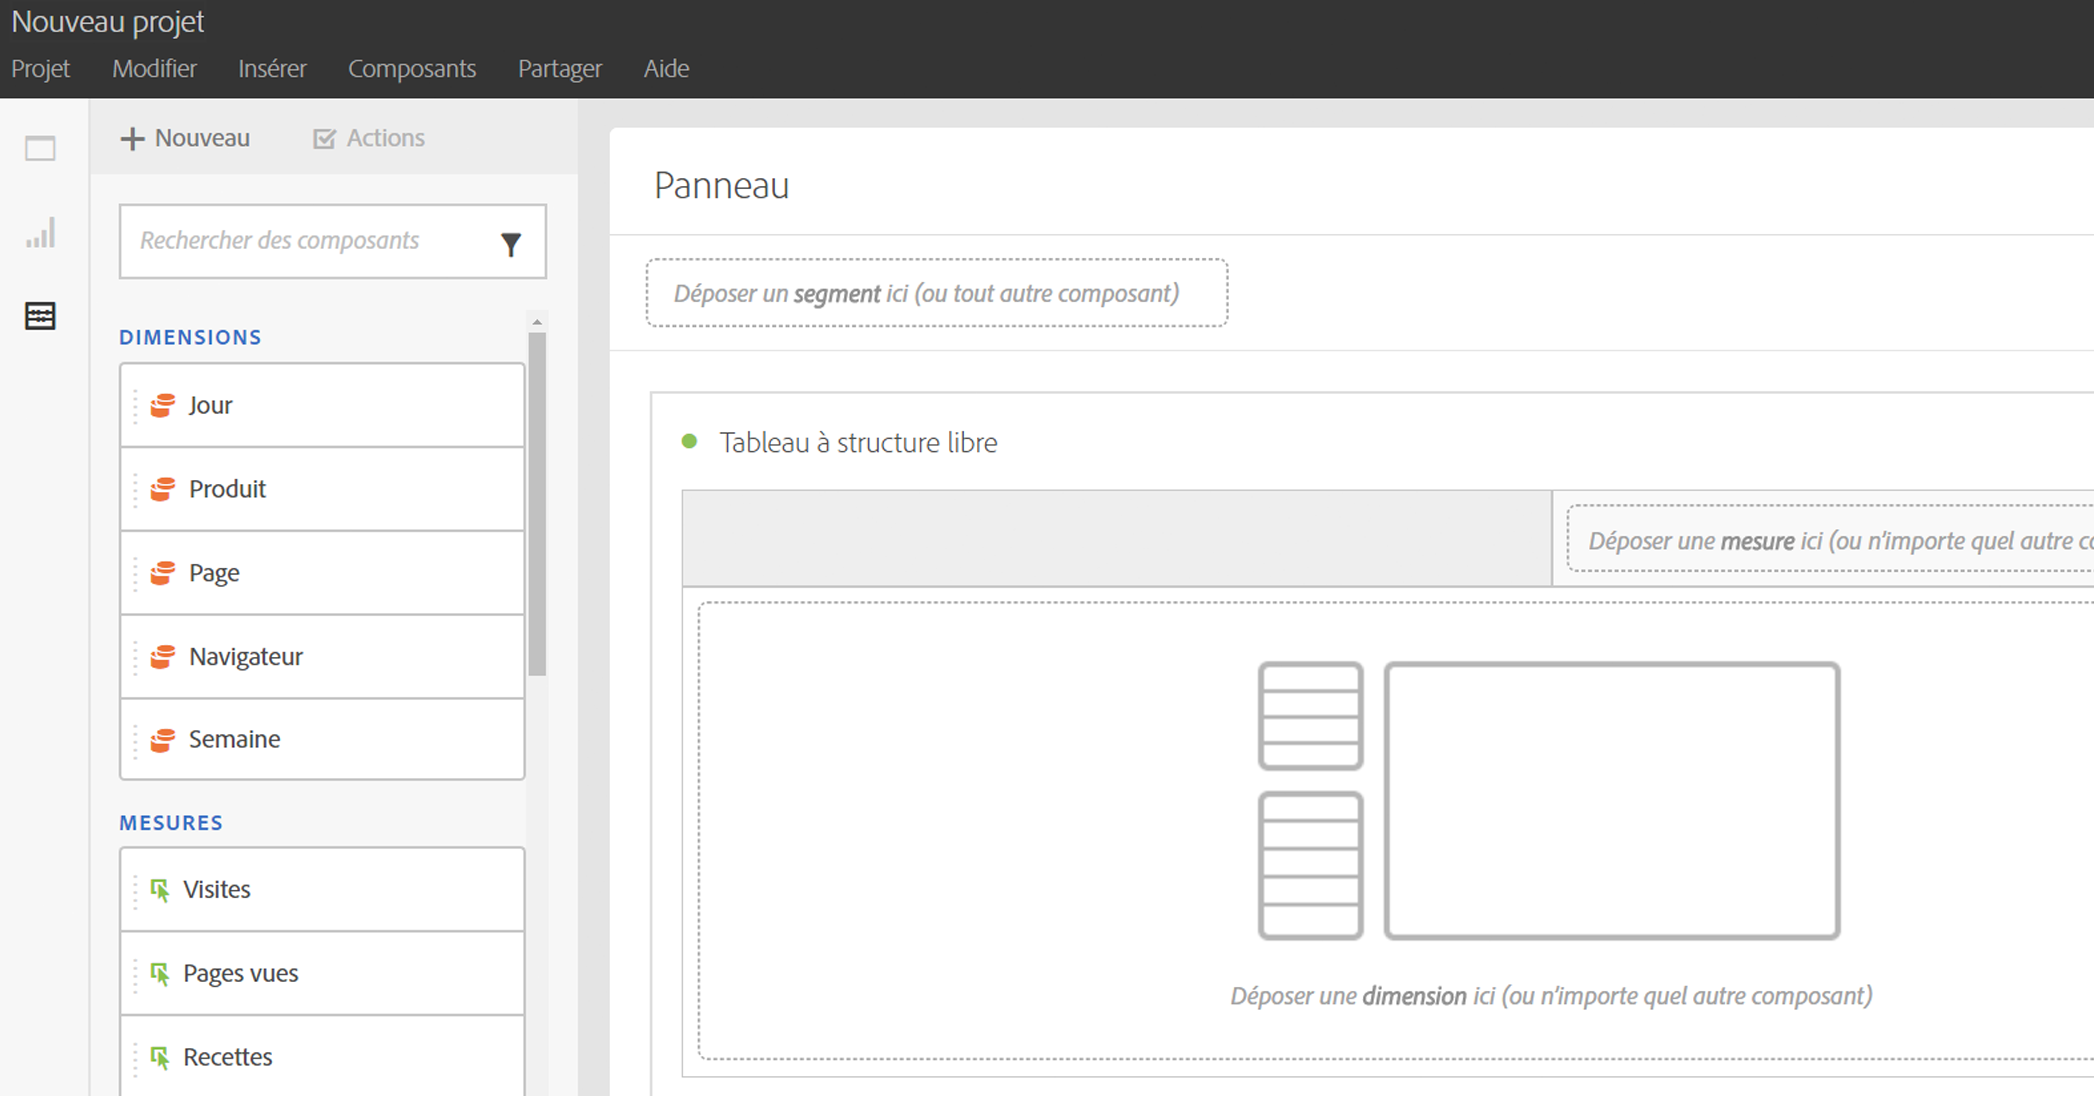 Nouveau projet
Projet Modifier Insérer Composants Partager Aide
Nouveau Actions
Rechercher des composants
DIMENSIONS
Jour
Produit
Page
Navigateur
Semaine
MESURES
Visites
Pages vues
Recettes
Panneau
Déposer un segment ici (ou tout autre composant)
Tableau à structure libre
Déposer une mesure ici (ou n'importe quel autre
Déposer une dimension ici (ou n'importe quel autre composant)